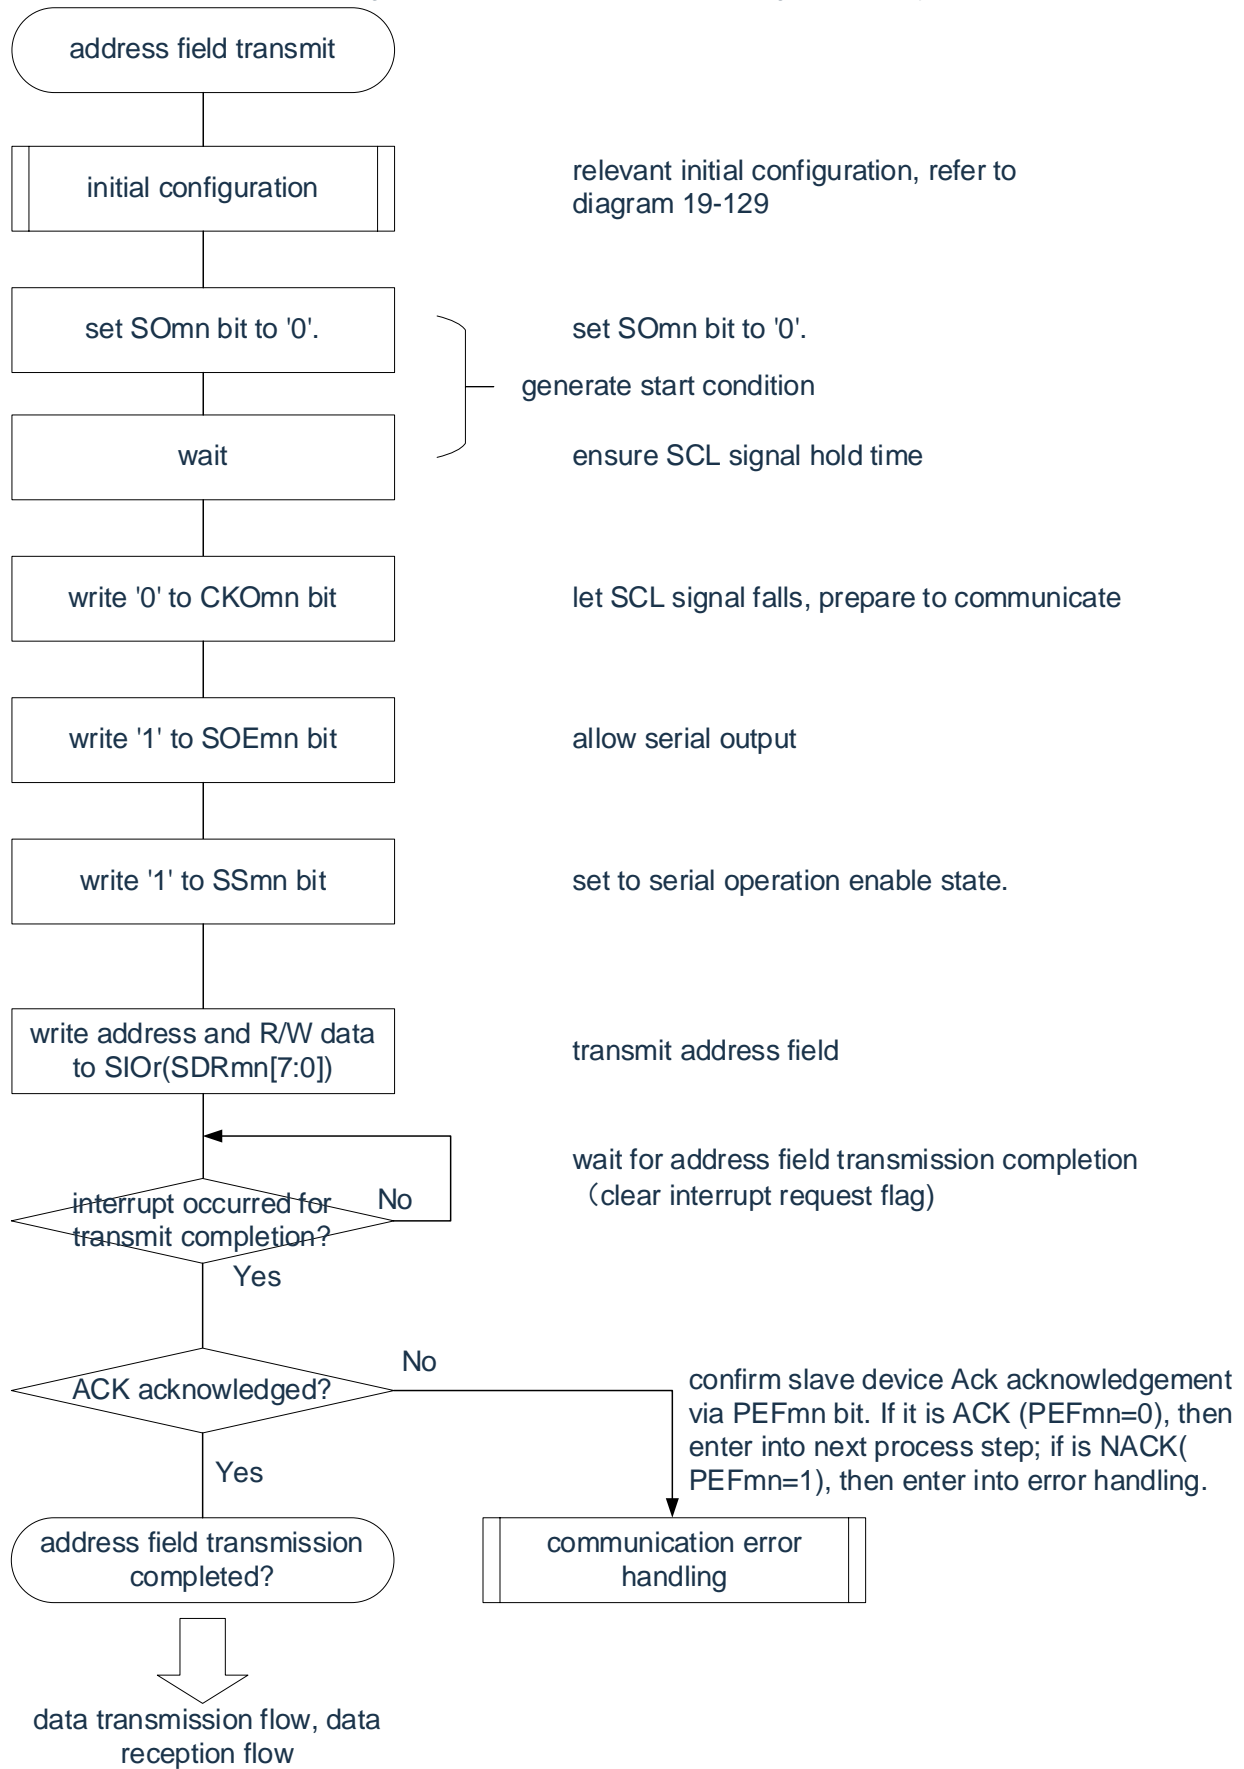 address field transmit
initial configuration
relevant initial configuration, refer to
diagram 19-129
set SOmn bit to '0'.
set SOmn bit to '0'.
generate start condition
wait
ensure SCL signal hold time
write '0' to CKOmn bit
let SCL signal falls, prepare to communicate
write '1' to SOEmn bit
allow serial output
write '1' to SSmn bit
set to serial operation enable state.
write address and R/W data
to SIOr(SDRmn[7:0])
transmit address field
wait for address field transmission completion
（clear interrupt request flag)
interrupt occurred for
transmit completion?
No
Yes
ACK acknowledged?
No
confirm slave device Ack acknowledgement
via PEFmn bit. If it is ACK (PEFmn=0), then
enter into next process step; if is NACK(
PEFmn=1), then enter into error handling.
Yes
address field transmission
completed?
communication error
handling
data transmission flow, data
reception flow